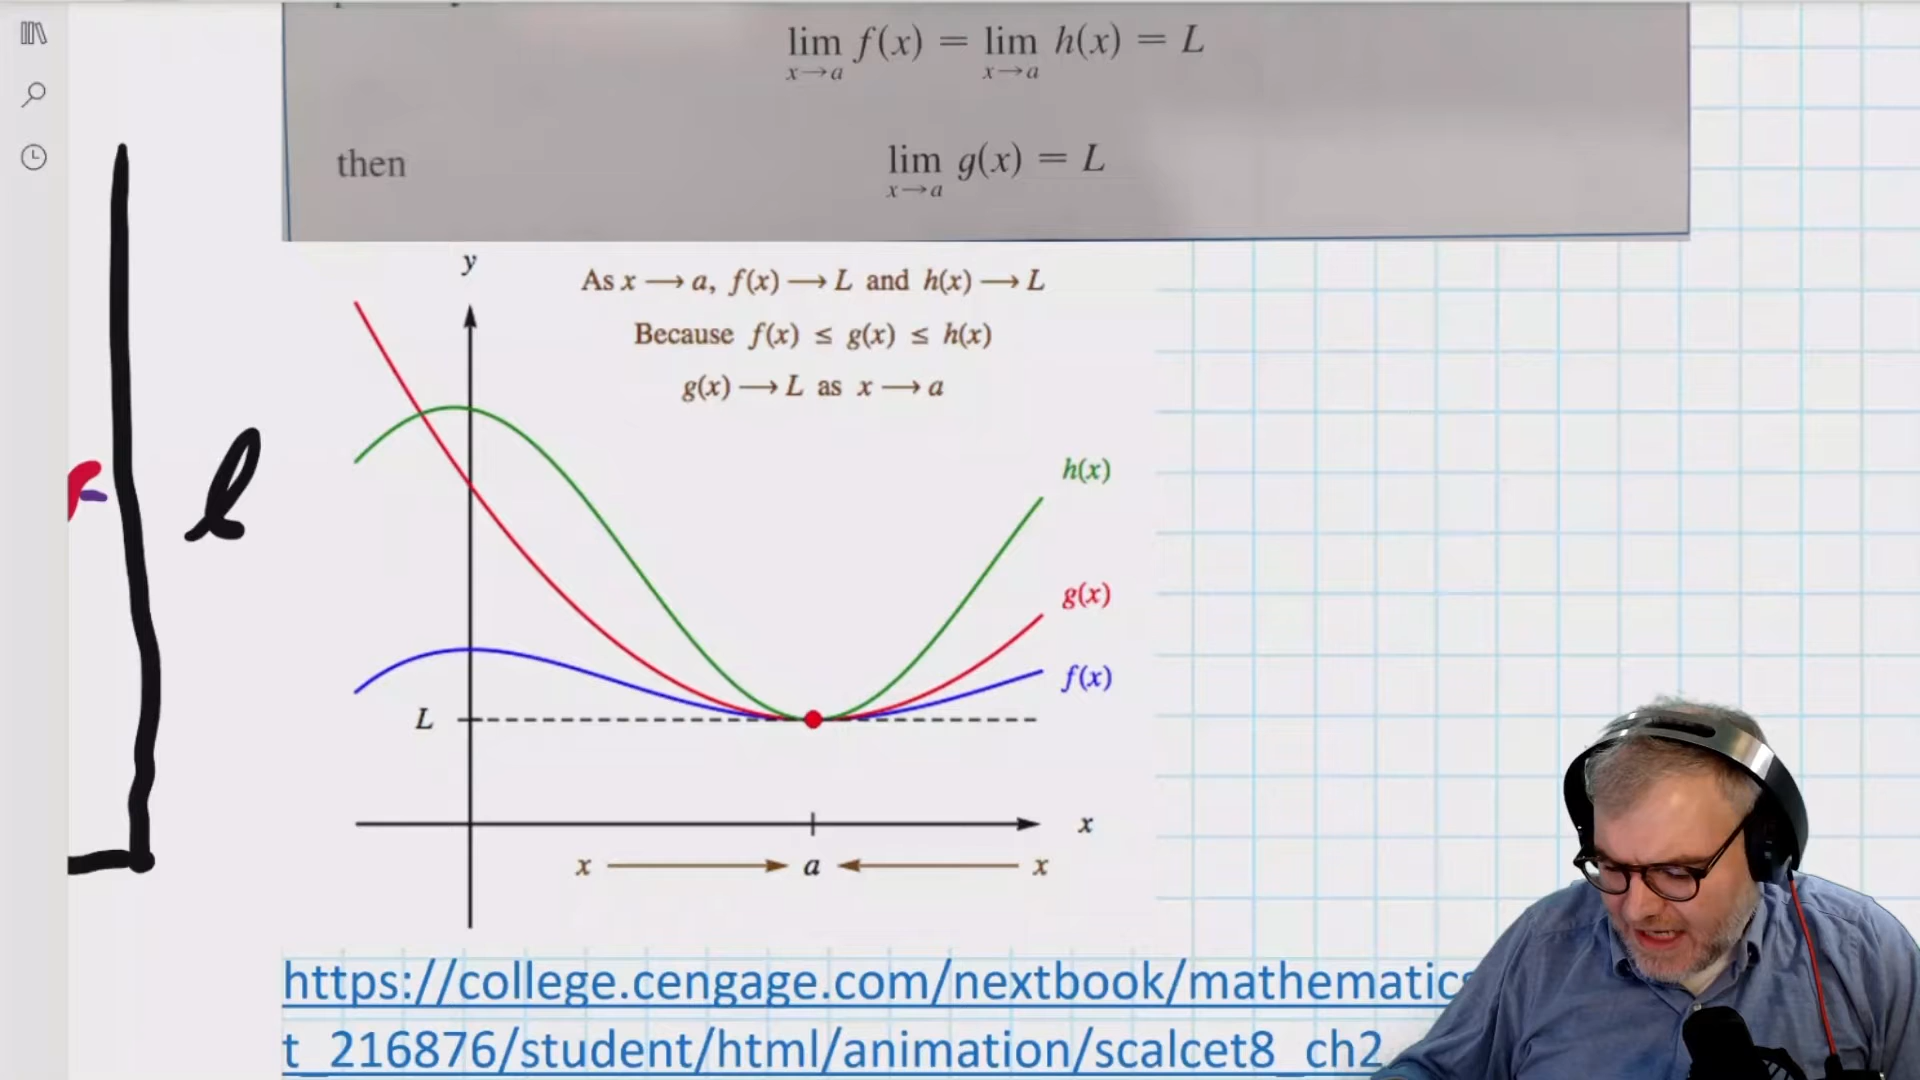 lim f(x) = lim h(x) = L
x→a x→a
then lim g(x) = L
x→a
y
As x → a, f(x) → L and h(x) → L
Because f(x) ≤ g(x) ≤ h(x)
g(x) → L as x → a
h(x)
l
g(x)
f(x)
L
x
x → a ← x
https://college.cengage.com/nextbook/mathematic
t_216876/student/html/animation/scalcet8_ch2